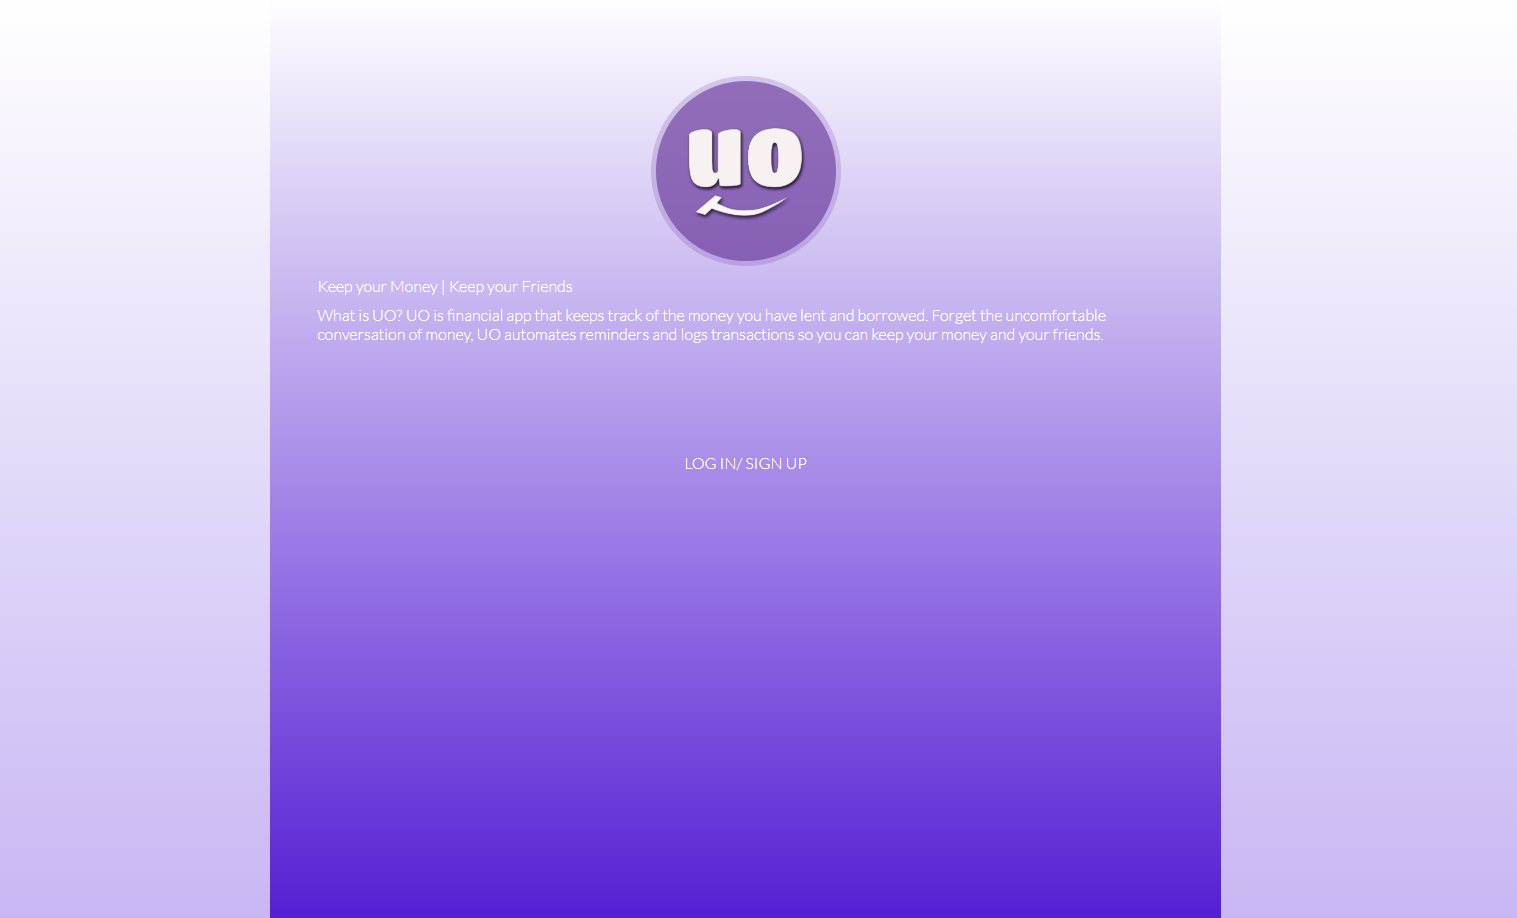 uo
Keep your Money | Keep your Friends
What is UO? UO is financial app that keeps track of the money you have lent and borrowed. Forget the uncomfortable
conversation of money, UO automates reminders and logs transactions so you can keep your money and your friends.
LOG IN/ SIGN UP